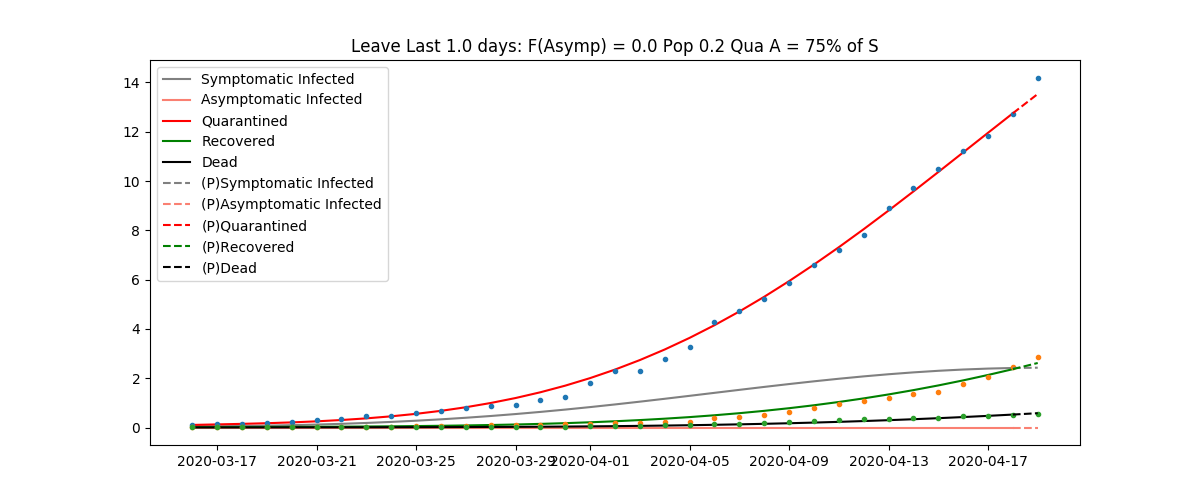 Leave Last 1.0 days: F(Asymp) = 0.0 Pop 0.2 Qua A = 75% of S
Symptomatic Infected
Asymptomatic Infected
Quarantined
Recovered
Dead
(P)Symptomatic Infected
(P)Asymptomatic Infected
(P)Quarantined
(P)Recovered
(P)Dead
14
12
10
8
6
4
2
0
2020-03-17 2020-03-21 2020-03-25 2020-03-29 2020-04-01 2020-04-05 2020-04-09 2020-04-13 2020-04-17